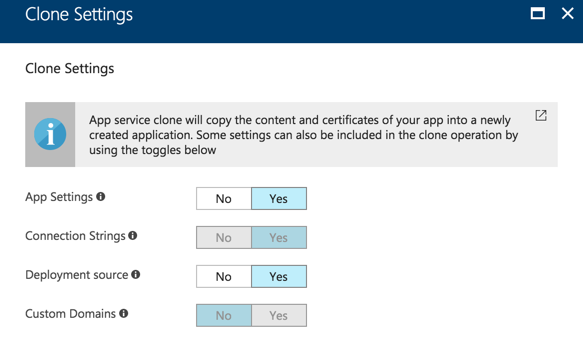 Clone Settings
Clone Settings
App service clone will copy the content and certificates of your app into a newly
created application. Some settings can also be included in the clone operation by
using the toggles below
App Settings No Yes
Connection Strings No Yes
Deployment source No Yes
Custom Domains No Yes